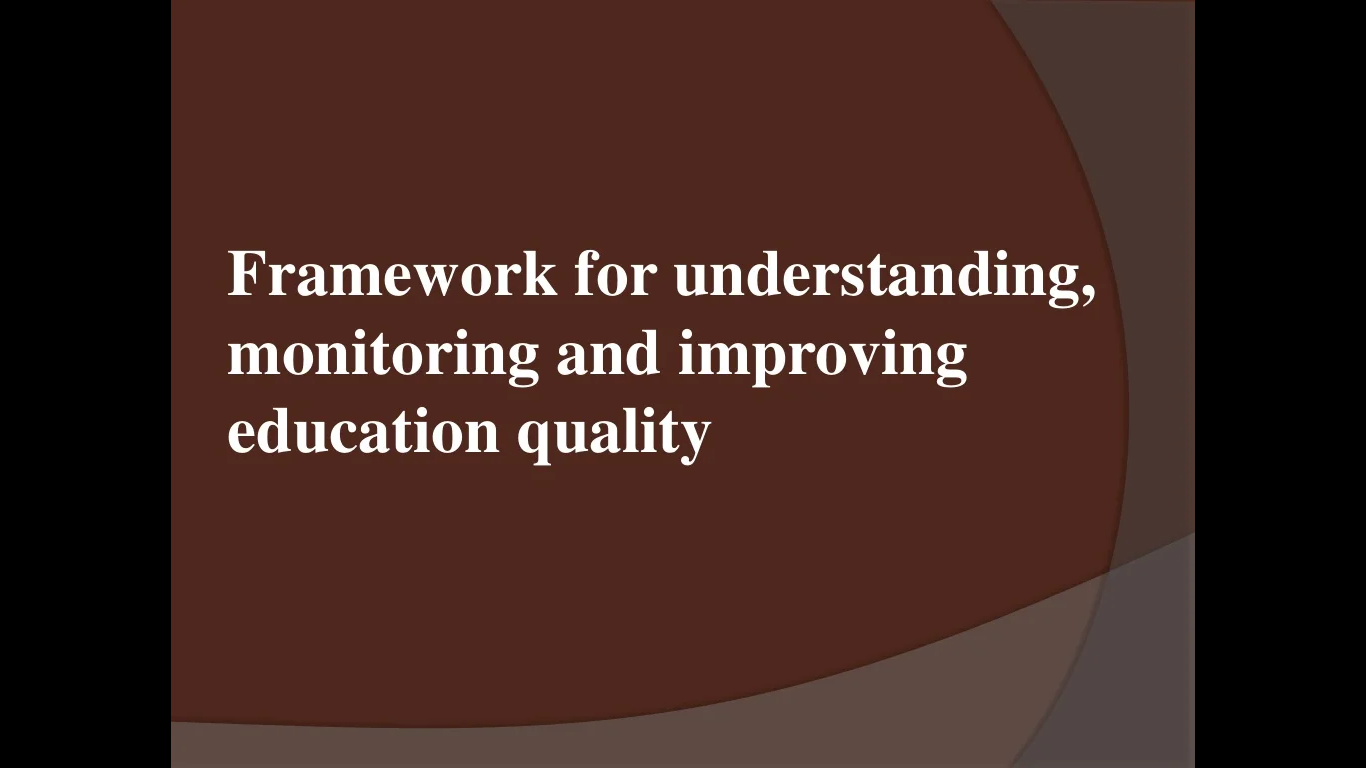 Framework for understanding,
monitoring and improving
education quality